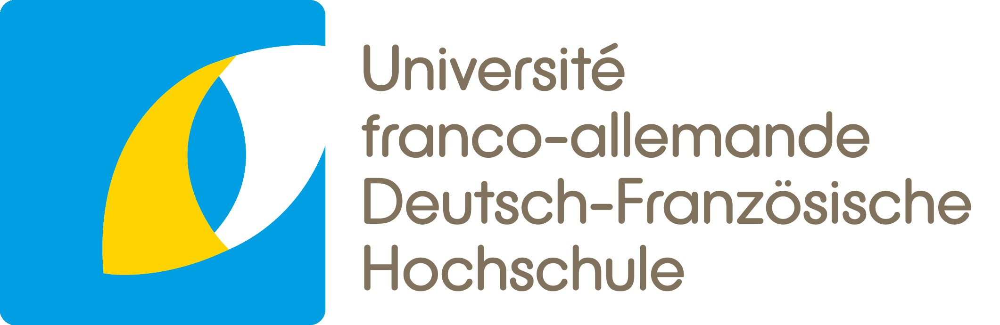 Université
franco-allemande
Deutsch-Französische
Hochschule